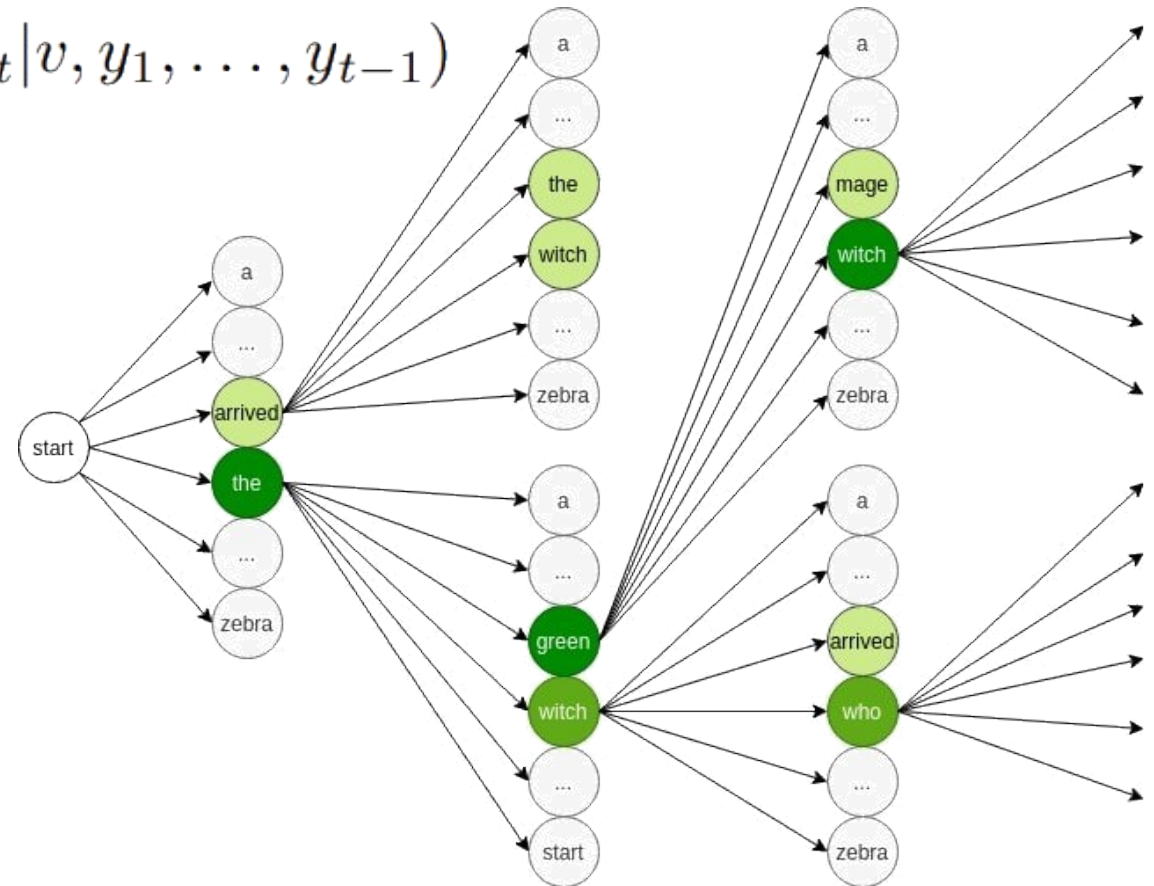 t|v, y₁, . . . , yₜ₋₁)
start
a
...
arrived
the
...
zebra
a
...
the
witch
...
zebra
a
...
green
witch
...
start
a
...
mage
witch
...
zebra
a
...
arrived
who
...
zebra